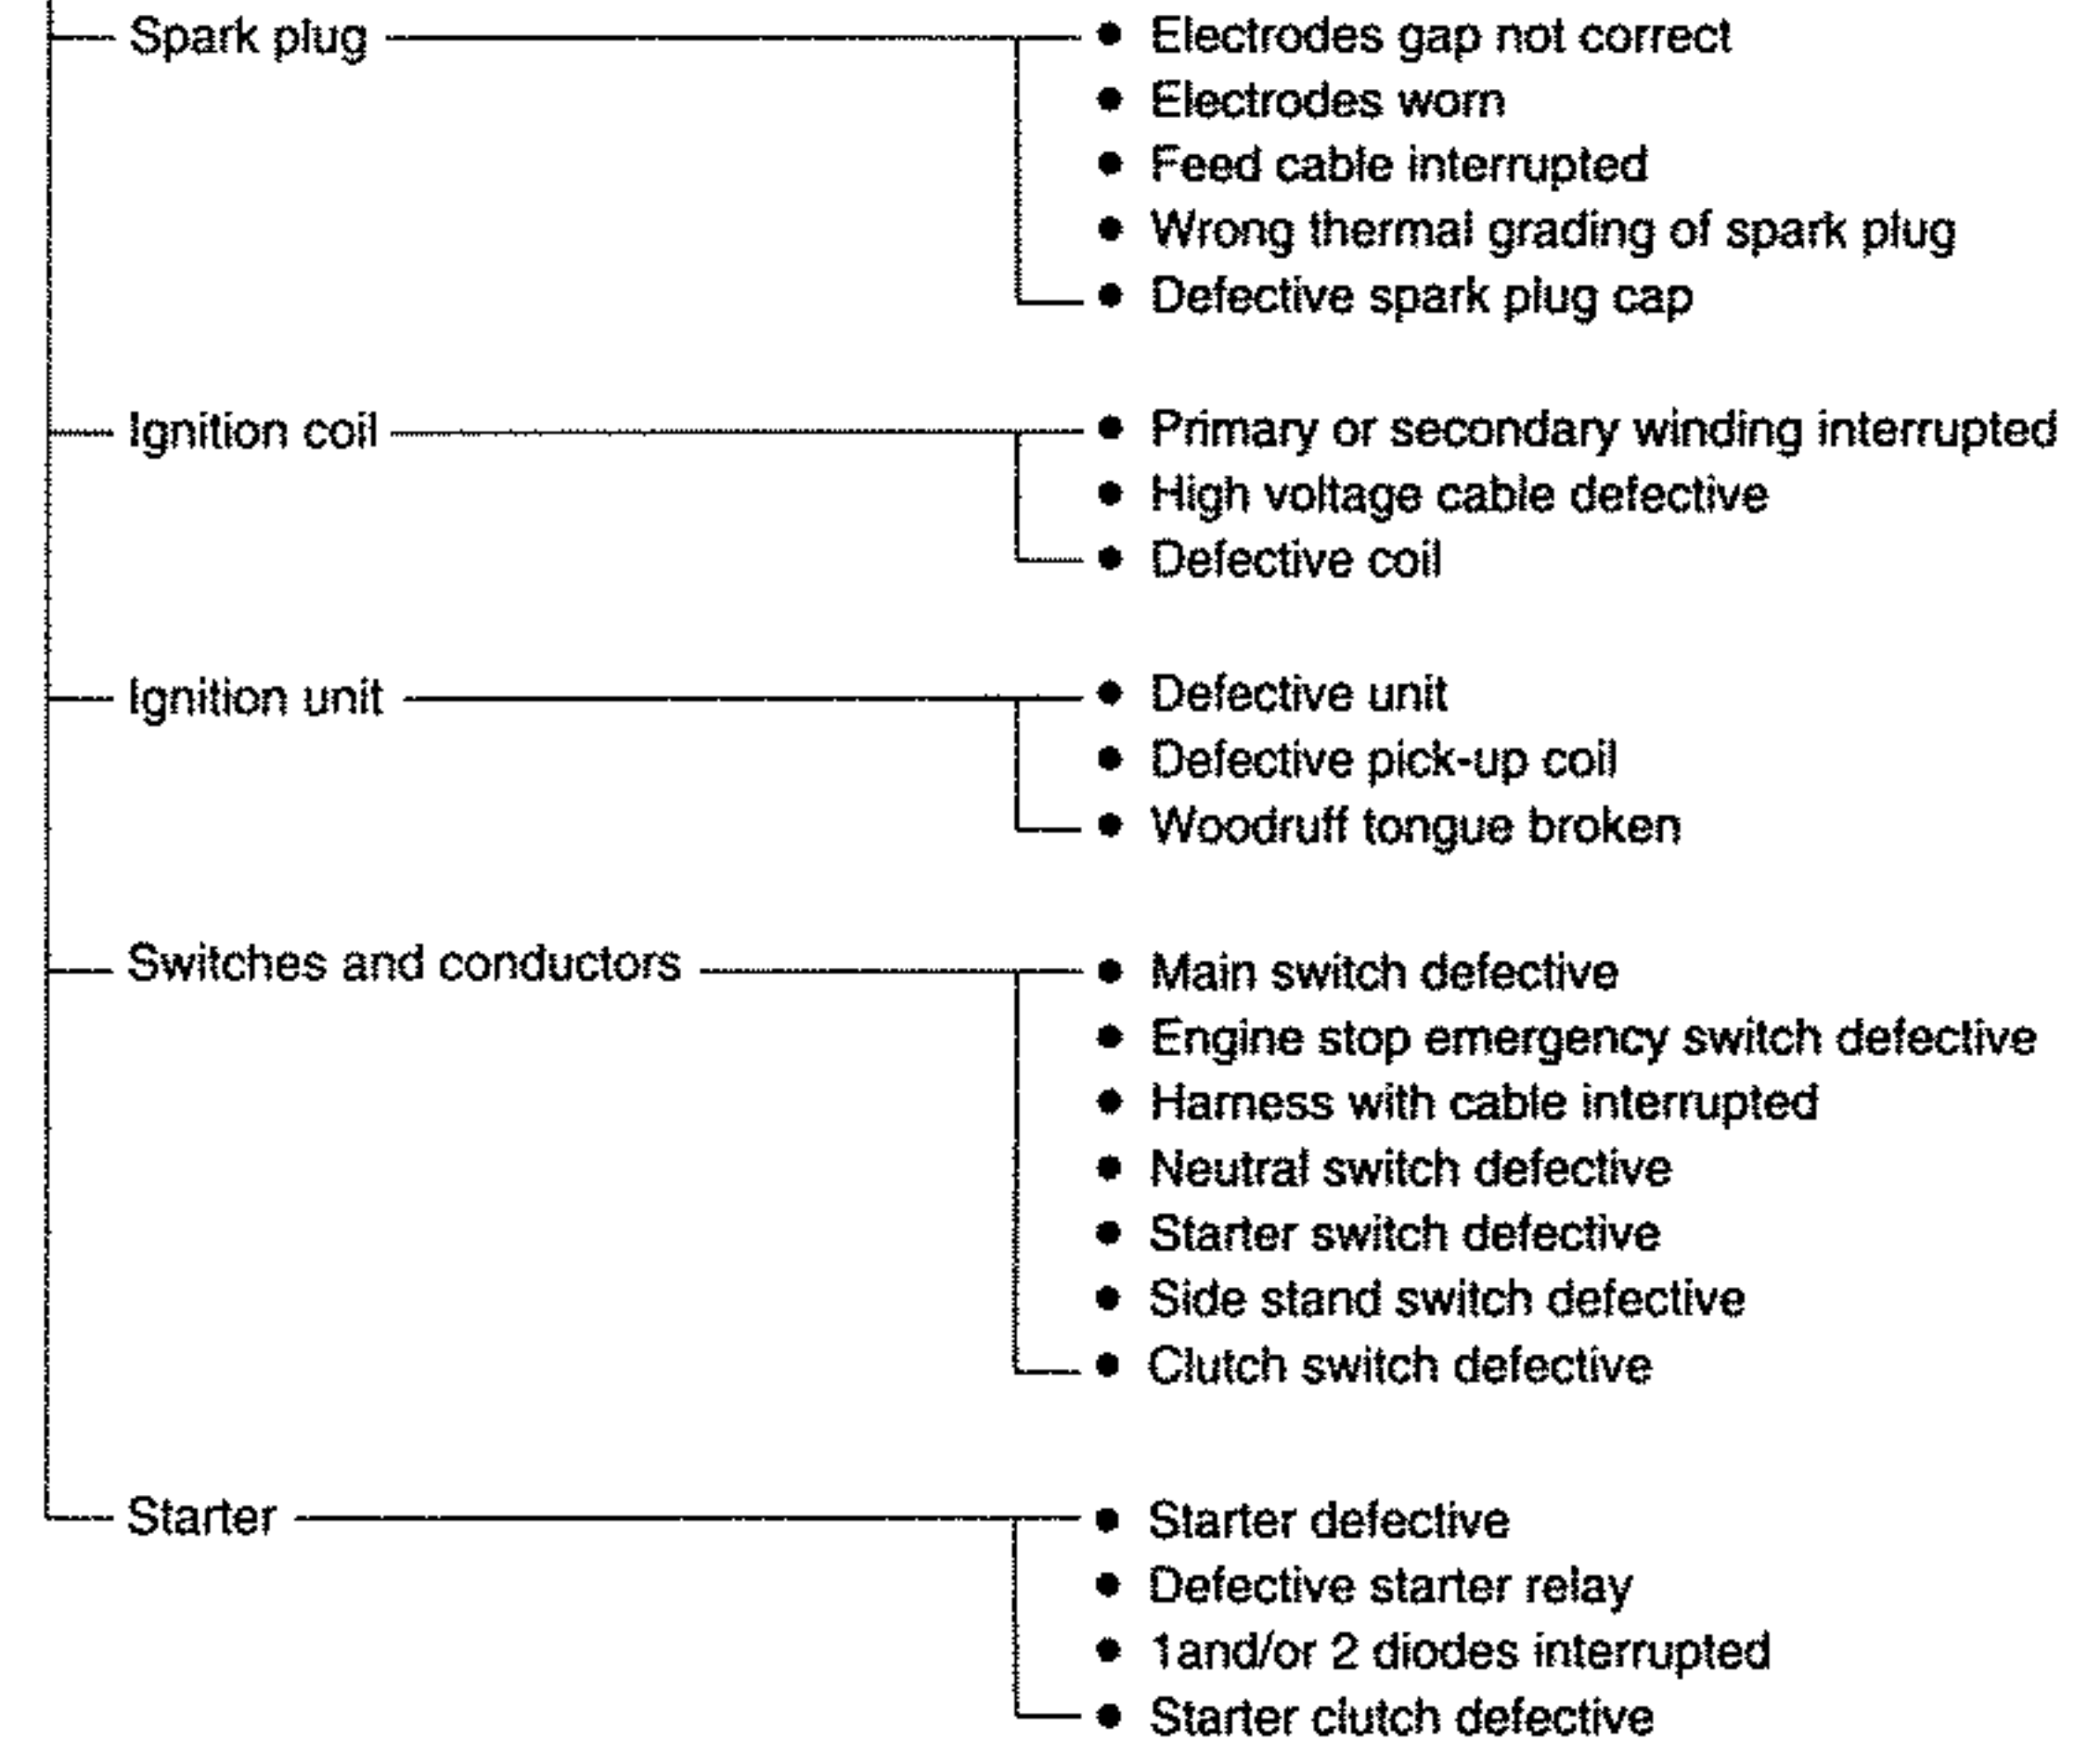 Spark plug
● Electrodes gap not correct
● Electrodes worn
● Feed cable interrupted
● Wrong thermal grading of spark plug
● Defective spark plug cap
Ignition coil
● Primary or secondary winding interrupted
● High voltage cable defective
● Defective coil
Ignition unit
● Defective unit
● Defective pick-up coil
● Woodruff tongue broken
Switches and conductors
● Main switch defective
● Engine stop emergency switch defective
● Harness with cable interrupted
● Neutral switch defective
● Starter switch defective
● Side stand switch defective
● Clutch switch defective
Starter
● Starter defective
● Defective starter relay
● 1and/or 2 diodes interrupted
● Starter clutch defective